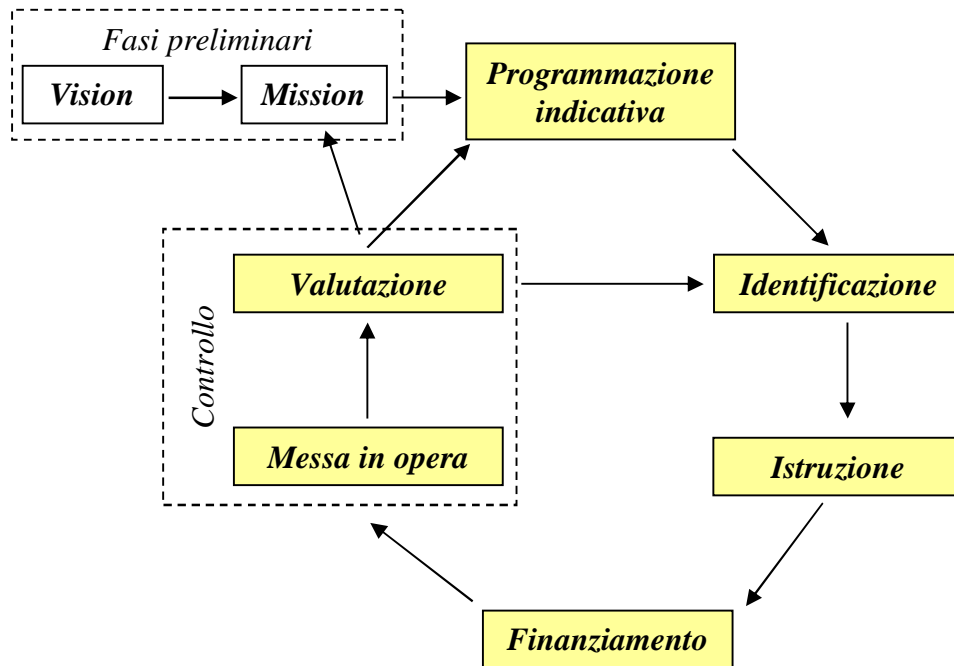 Fasi preliminari
Vision
Mission
Programmazione
indicativa
Valutazione
Identificazione
Controllo
Messa in opera
Istruzione
Finanziamento